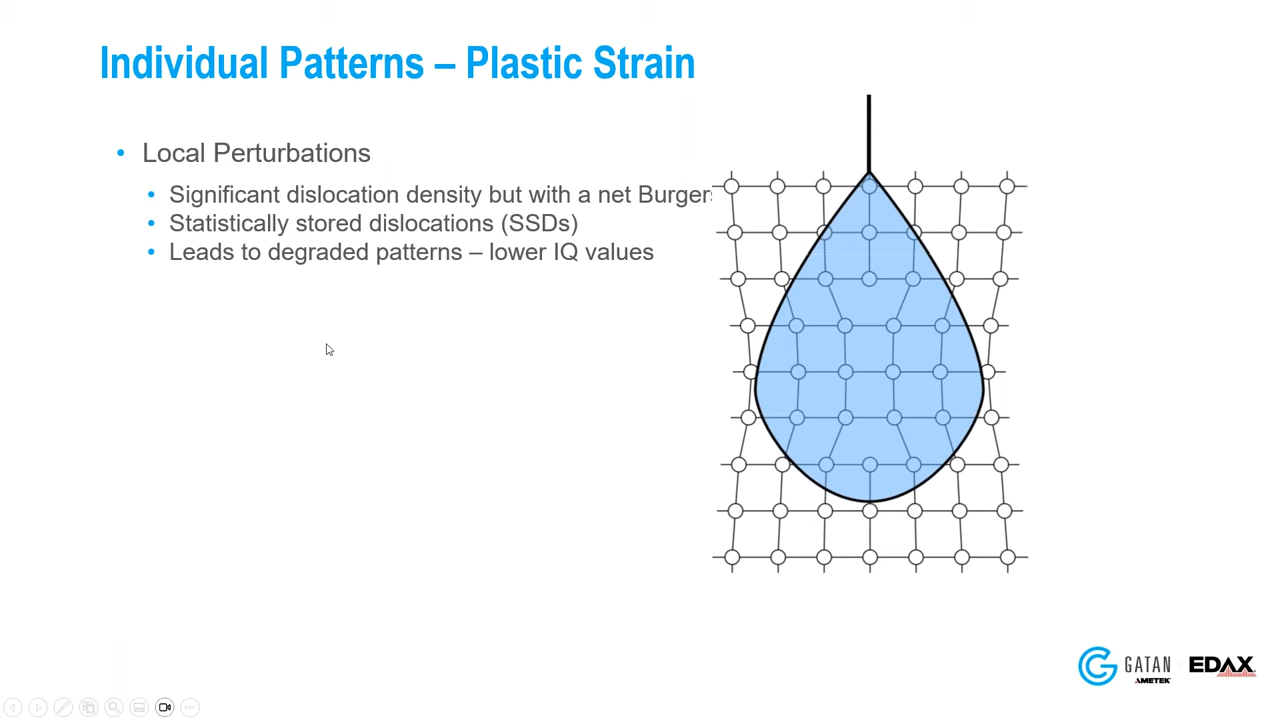 Individual Patterns – Plastic Strain
• Local Perturbations
• Significant dislocation density but with a net Burgers
• Statistically stored dislocations (SSDs)
• Leads to degraded patterns – lower IQ values
GATAN
AMETEK
EDAX